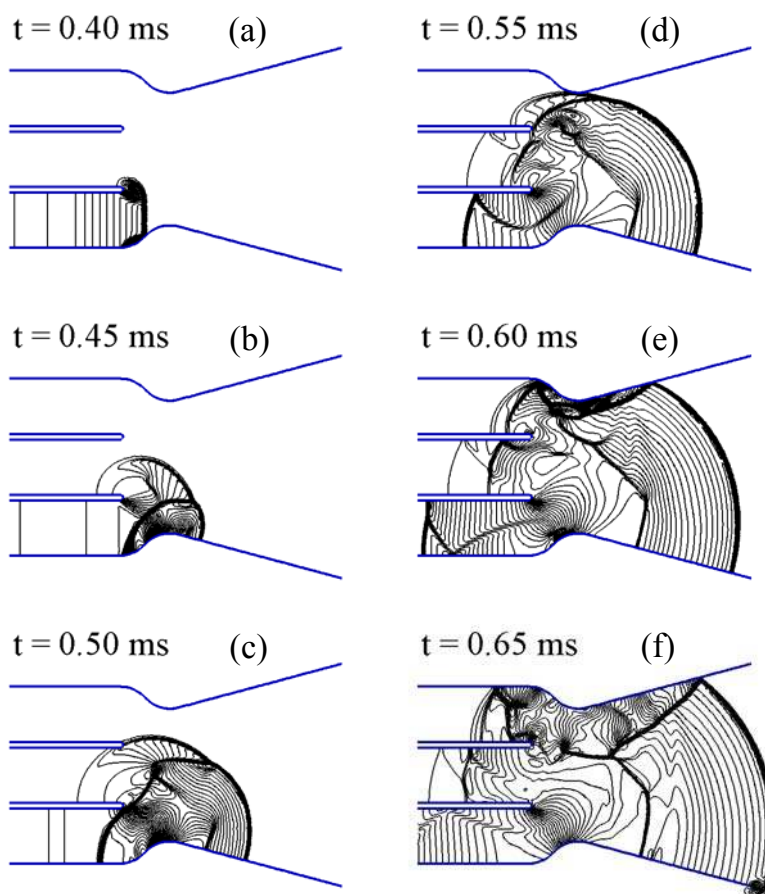 t = 0.40 ms (a)
t = 0.45 ms (b)
t = 0.50 ms (c)
t = 0.55 ms (d)
t = 0.60 ms (e)
t = 0.65 ms (f)